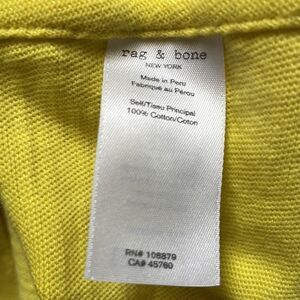 rag & bone
NEW YORK
Made in Peru
Fabriqué au Pérou
Self/Tissu Principal
100% Cotton/Coton
RN# 108879
CA# 45760